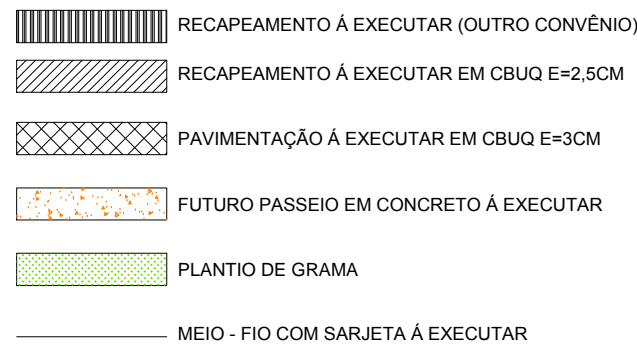 RECAPEAMENTO Á EXECUTAR (OUTRO CONVÊNIO)
RECAPEAMENTO Á EXECUTAR EM CBUQ E=2,5CM
PAVIMENTAÇÃO Á EXECUTAR EM CBUQ E=3CM
FUTURO PASSEIO EM CONCRETO Á EXECUTAR
PLANTIO DE GRAMA
MEIO - FIO COM SARJETA Á EXECUTAR